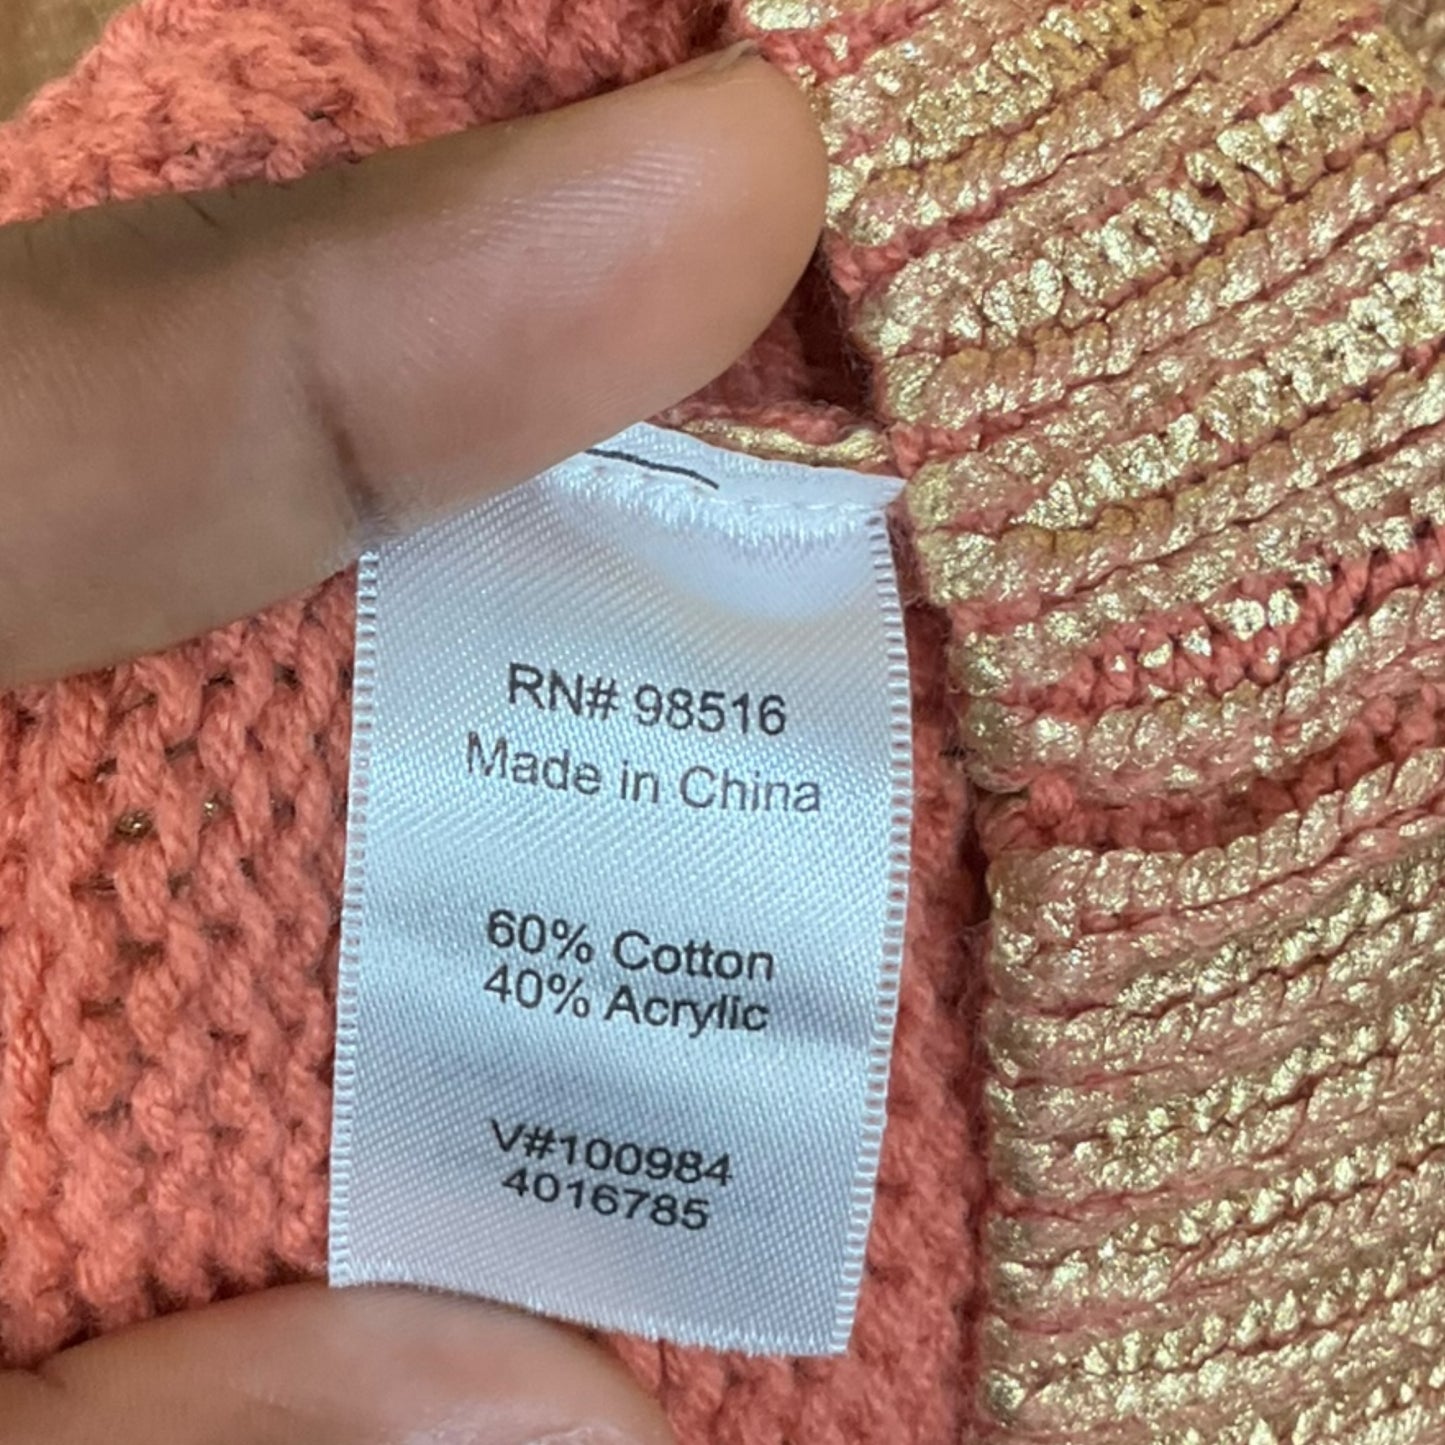 RN# 98516
Made in China
60% Cotton
40% Acrylic
V#100984
4016785